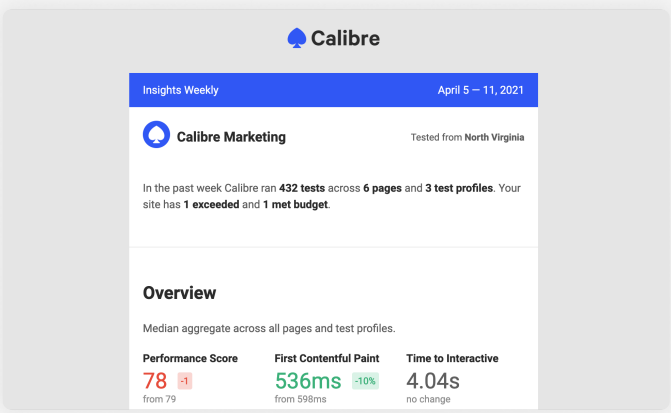 Calibre
Insights Weekly April 5 — 11, 2021
Calibre Marketing Tested from North Virginia
In the past week Calibre ran 432 tests across 6 pages and 3 test profiles. Your
site has 1 exceeded and 1 met budget.
Overview
Median aggregate across all pages and test profiles.
Performance Score First Contentful Paint Time to Interactive
78 -1 536ms -10% 4.04s
from 79 from 598ms no change